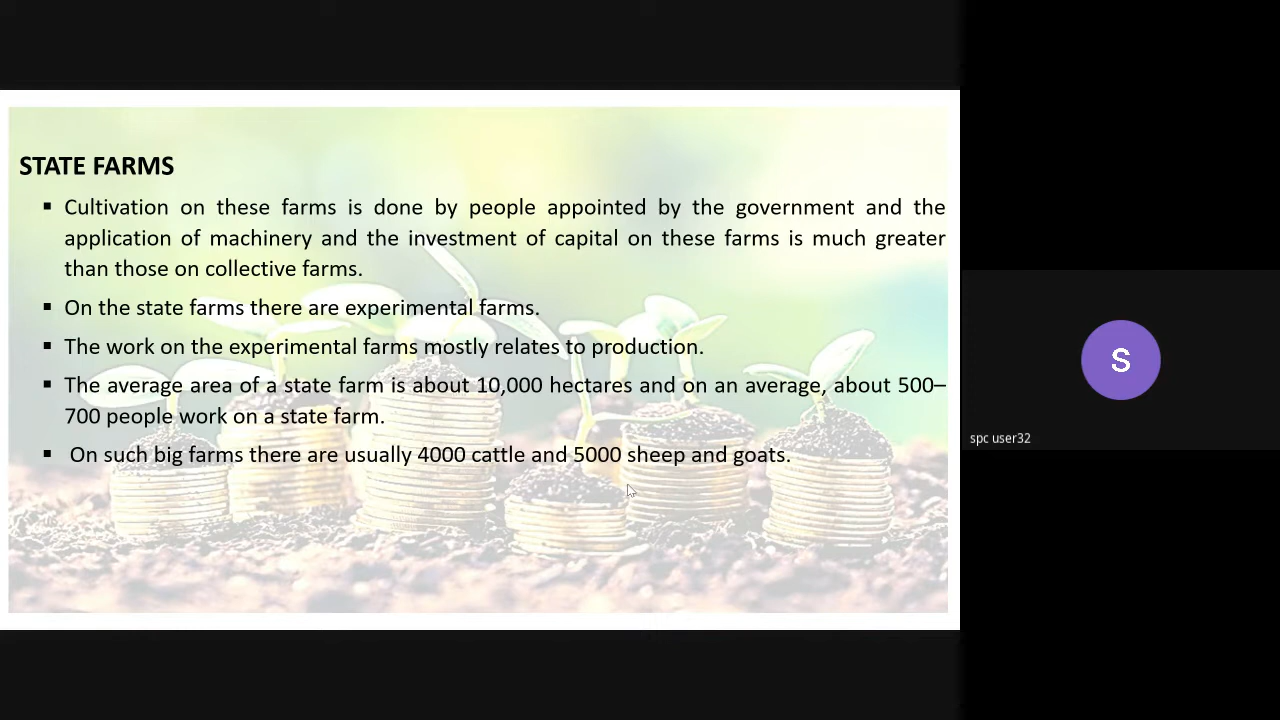 STATE FARMS
▪ Cultivation on these farms is done by people appointed by the government and the
application of machinery and the investment of capital on these farms is much greater
than those on collective farms.
▪ On the state farms there are experimental farms.
▪ The work on the experimental farms mostly relates to production.
▪ The average area of a state farm is about 10,000 hectares and on an average, about 500–
700 people work on a state farm.
▪ On such big farms there are usually 4000 cattle and 5000 sheep and goats.
S
spc user32